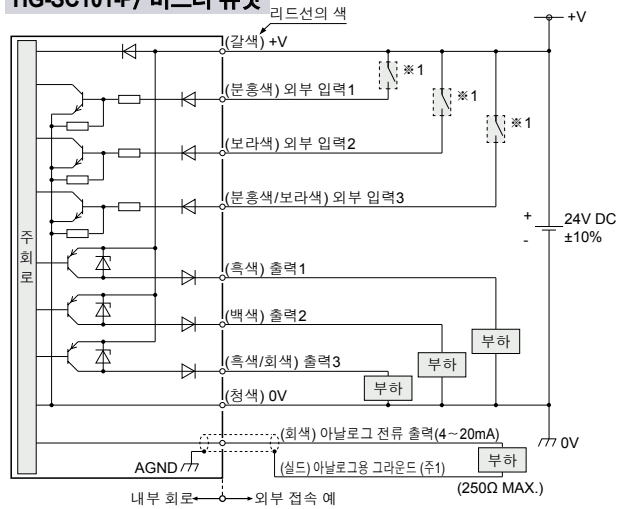 HG-SC101-P/ 마스터 유닛
리드선의 색
+V
(갈색) +V
※1
(분홍색) 외부 입력1
※1
(보라색) 외부 입력2
※1
(분홍색/보라색) 외부 입력3
주회로
+
-
24V DC
±10%
(흑색) 출력1
(백색) 출력2
부하
(흑색/회색) 출력3
부하
부하
(청색) 0V
(회색) 아날로그 전류 출력(4~20mA)
0V
AGND
(실드) 아날로그용 그라운드 (주1)
부하
(250Ω MAX.)
내부 회로
외부 접속 예